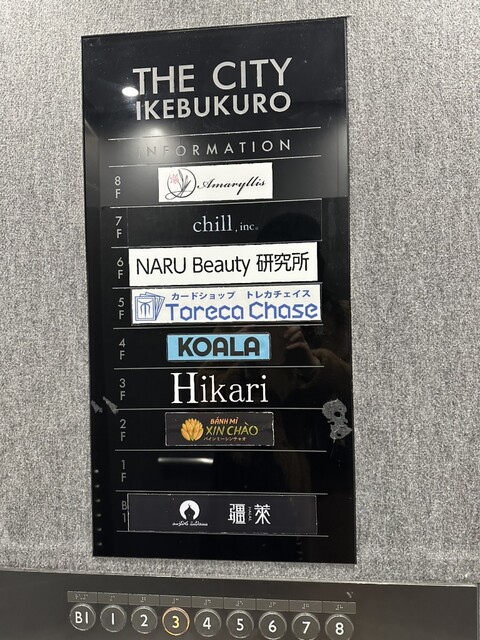 THE CITY
IKEBUKURO
INFORMATION
8F Amaryllis
7F chill, inc.
6F NARU Beauty 研究所
5F カードショップ トレカチェイス
Toreca Chase
4F KOALA
3F Hikari
2F BÁNH MÌ
XIN CHÀO
バインミーシンチャオ
1F
B1 疆萊
B1 1 2 3 4 5 6 7 8